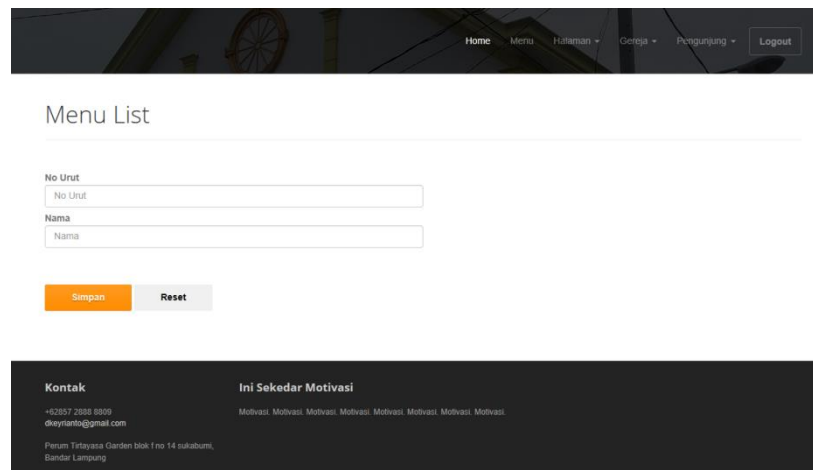 Home Menu Halaman Gereja Pengunjung Logout
Menu List
No Urut
No Urut
Nama
Nama
Simpan Reset
Kontak
+62857 2888 8809
dkeyrianto@gmail.com
Perum Tirtayasa Garden blok f no 14 sukabumi,
Bandar Lampung
Ini Sekedar Motivasi
Motivasi. Motivasi. Motivasi. Motivasi. Motivasi. Motivasi. Motivasi. Motivasi.